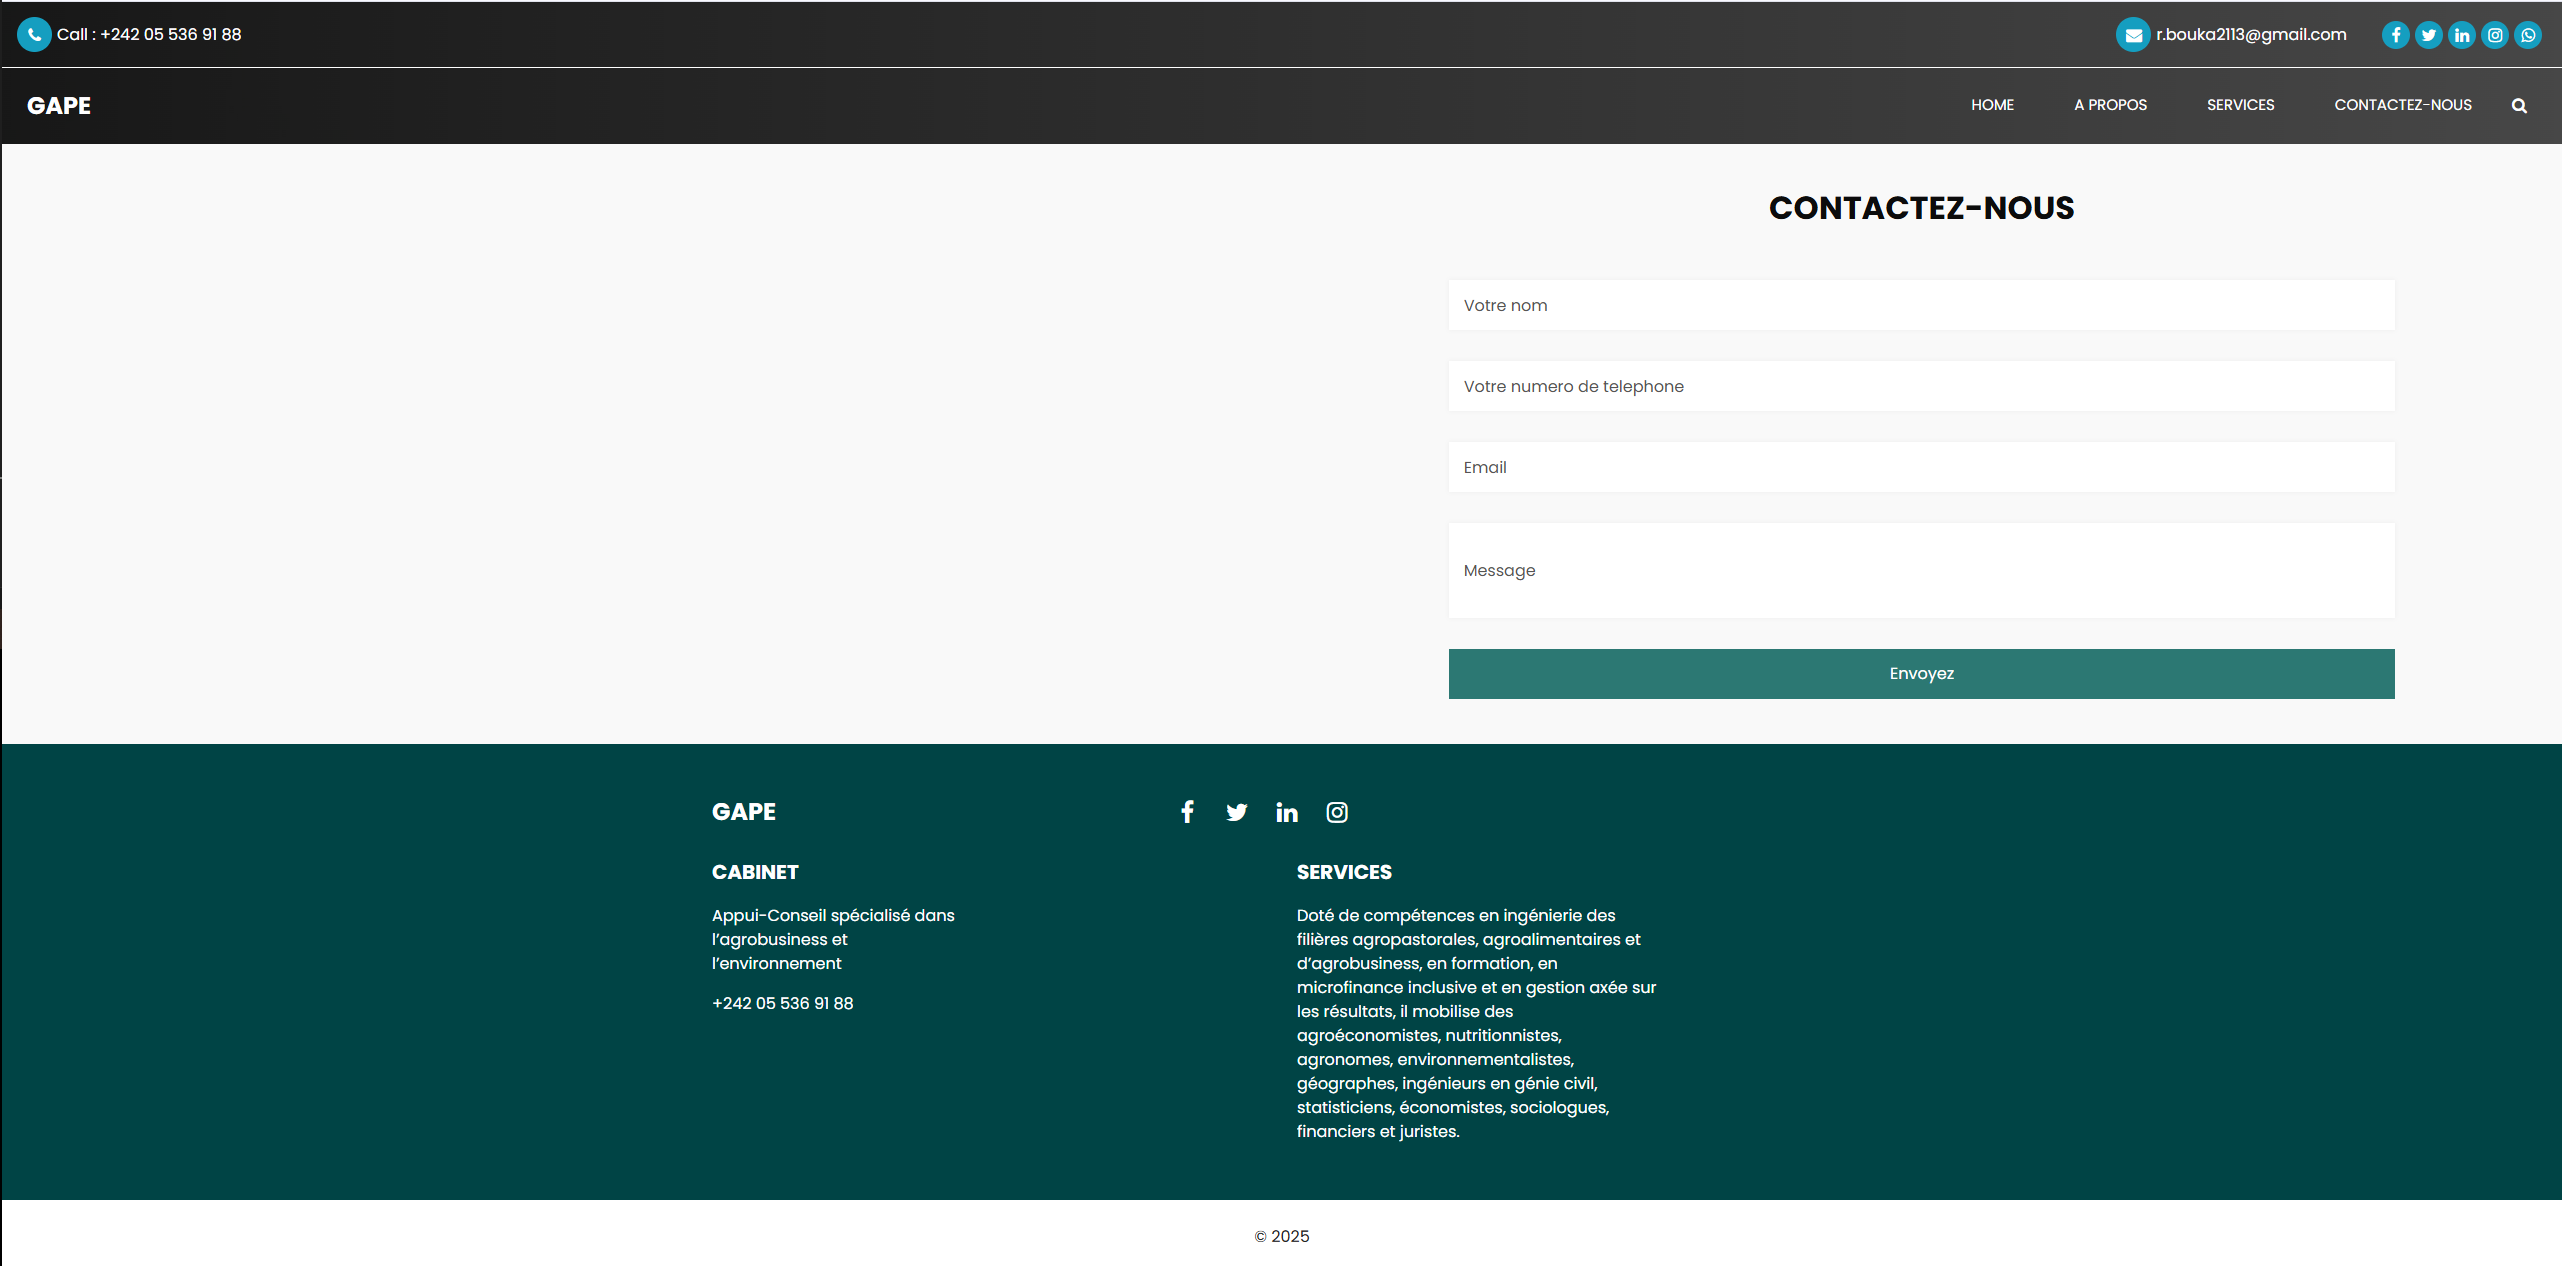 Call : +242 05 536 91 88
r.bouka2113@gmail.com
GAPE
HOME
A PROPOS
SERVICES
CONTACTEZ-NOUS
CONTACTEZ-NOUS
Votre nom
Votre numero de telephone
Email
Message
Envoyez
GAPE
CABINET
Appui-Conseil spécialisé dans
l’agrobusiness et
l’environnement
+242 05 536 91 88
SERVICES
Doté de compétences en ingénierie des
filières agropastorales, agroalimentaires et
d’agrobusiness, en formation, en
microfinance inclusive et en gestion axée sur
les résultats, il mobilise des
agroéconomistes, nutritionnistes,
agronomes, environnementalistes,
géographes, ingénieurs en génie civil,
statisticiens, économistes, sociologues,
financiers et juristes.
© 2025